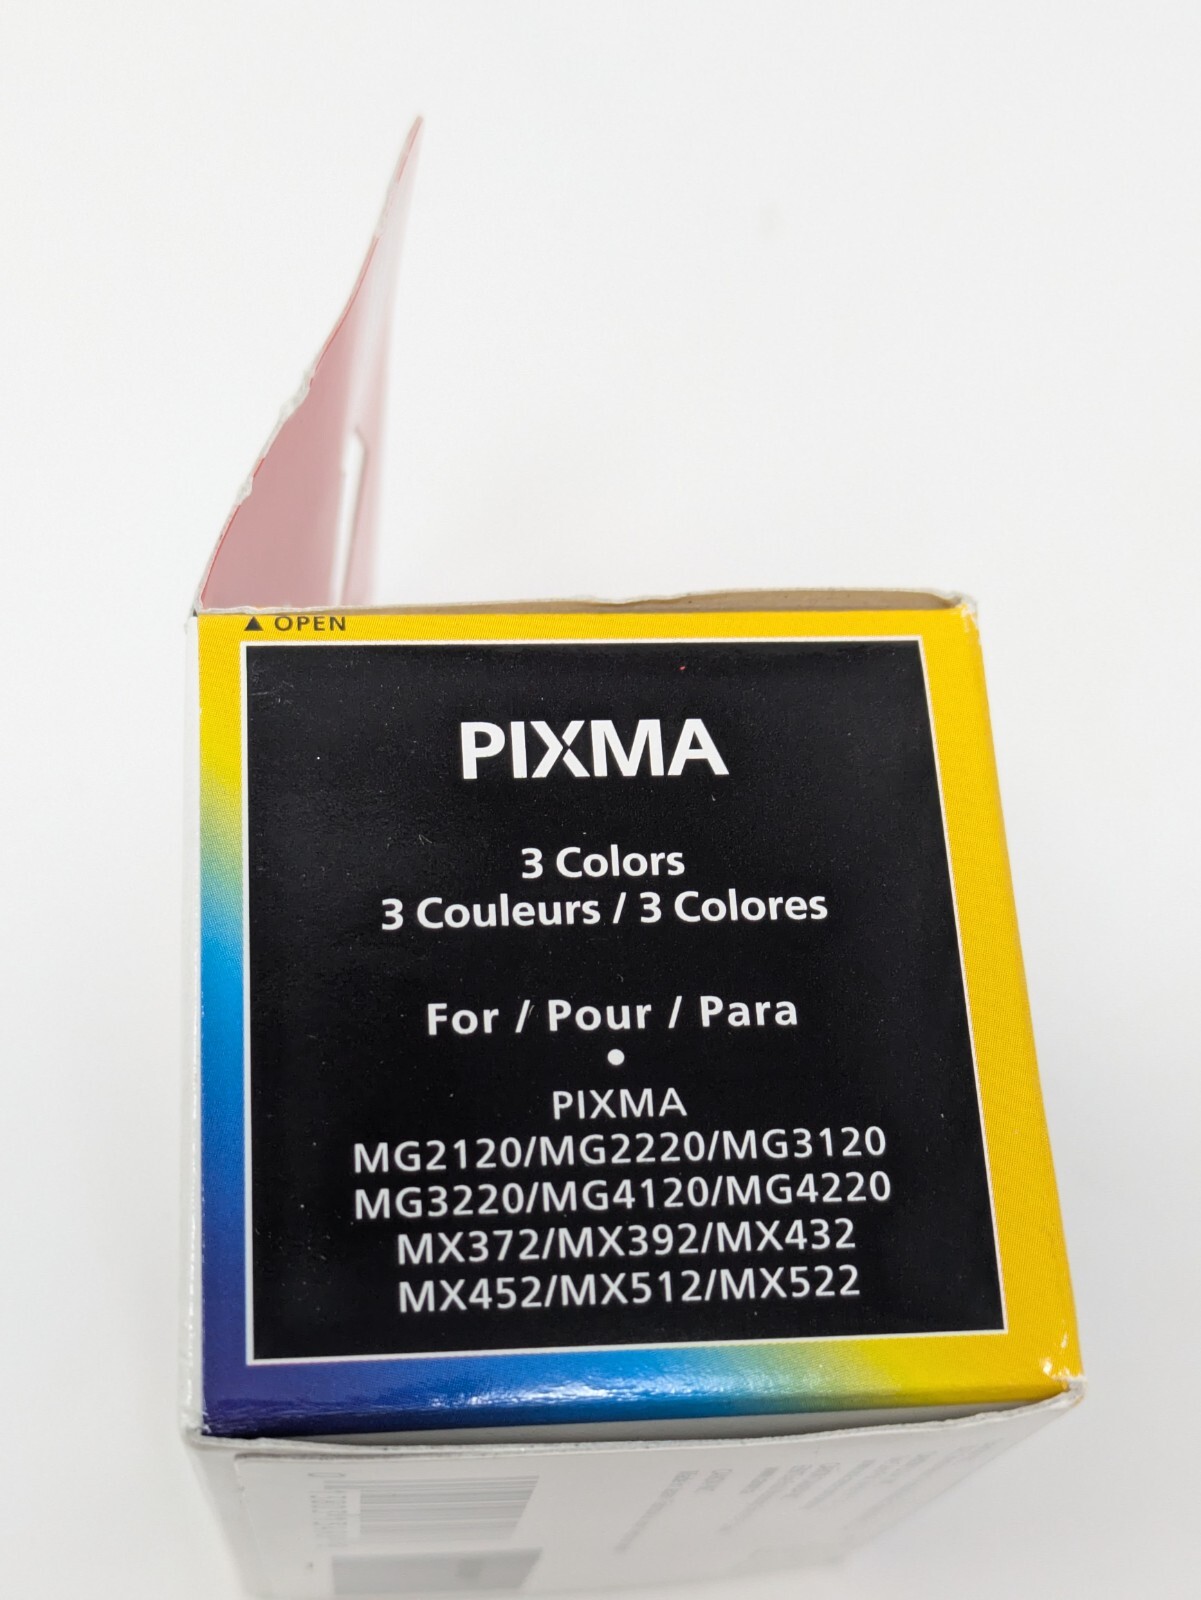 ▲ OPEN
PIXMA
3 Colors
3 Couleurs / 3 Colores
For / Pour / Para
•
PIXMA
MG2120/MG2220/MG3120
MG3220/MG4120/MG4220
MX372/MX392/MX432
MX452/MX512/MX522